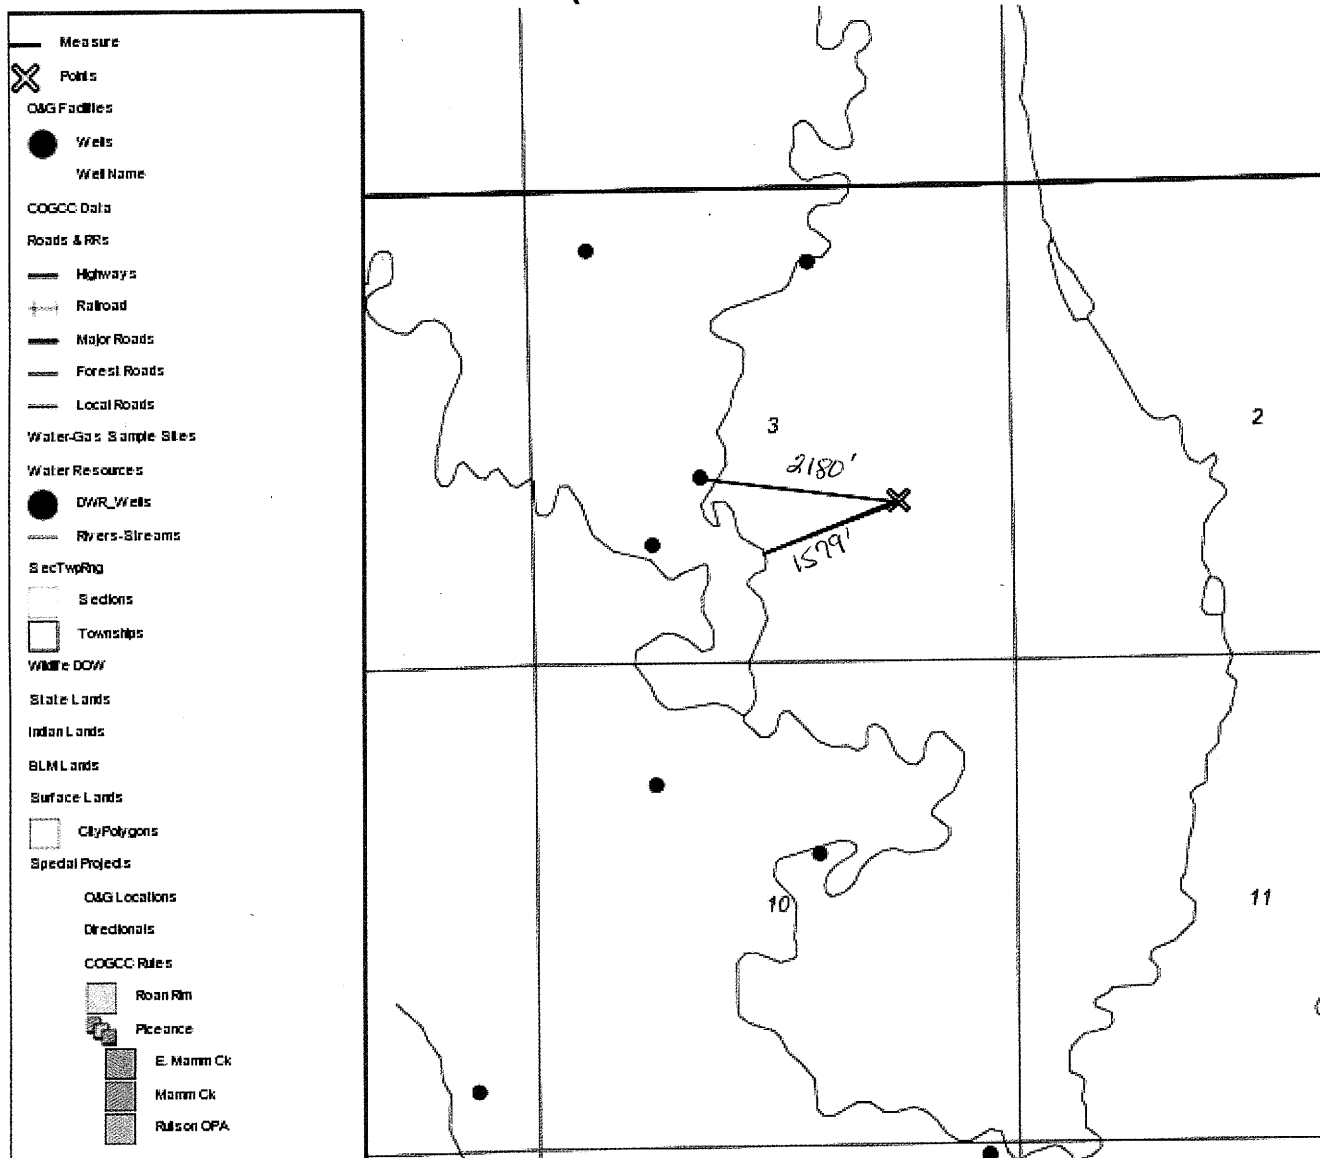 Measure
Points
O&G Facilities
Wells
Well Name
COGCC Data
Roads & RRs
Highways
Railroad
Major Roads
Forest Roads
Local Roads
Water-Gas Sample Sites
Water Resources
DWR_Wells
Rivers-Streams
SecTwpRng
Sections
Townships
Wildlife DOW
State Lands
Indian Lands
BLM Lands
Surface Lands
CityPolygons
Special Projects
O&G Locations
Directionals
COGCC Rules
Roan Rim
Piceance
E. Mamm Ck
Mamm Ck
Rulison OPA
3
2
2180'
1579'
10
11